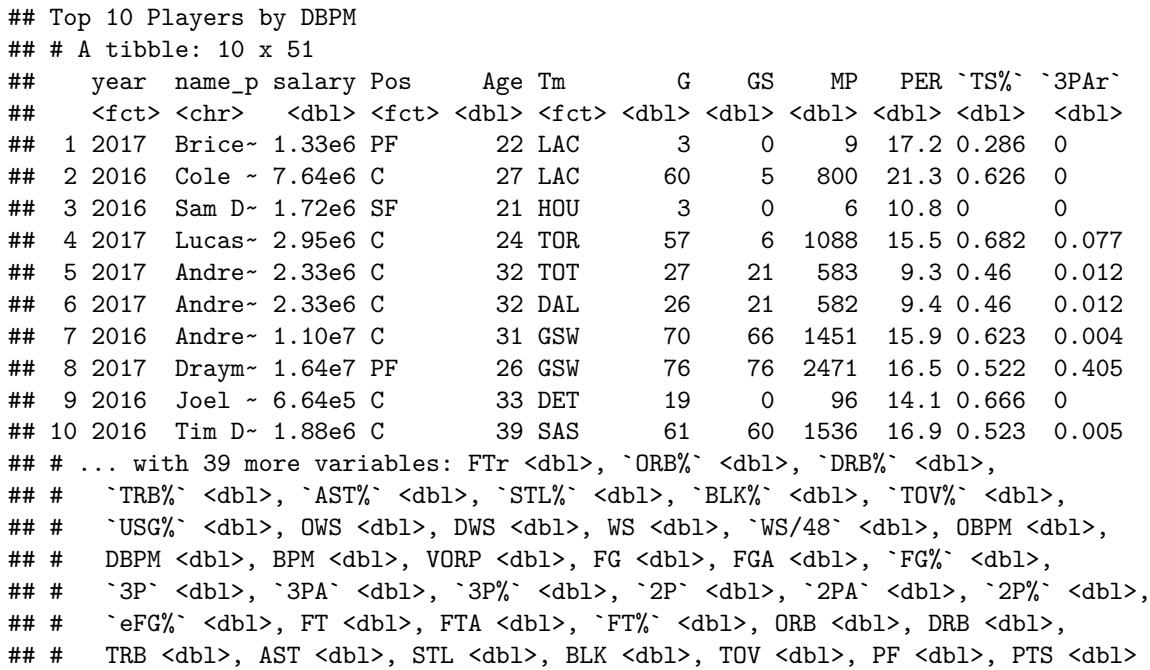 ## Top 10 Players by DBPM
## # A tibble: 10 x 51
##    year  name_p salary Pos     Age Tm        G    GS    MP   PER `TS%` `3PAr`
##    <fct> <chr>   <dbl> <fct> <dbl> <fct> <dbl> <dbl> <dbl> <dbl> <dbl>  <dbl>
##  1 2017  Brice~ 1.33e6 PF       22 LAC       3     0     9  17.2 0.286  0
##  2 2016  Cole ~ 7.64e6 C        27 LAC      60     5   800  21.3 0.626  0
##  3 2016  Sam D~ 1.72e6 SF       21 HOU       3     0     6  10.8 0      0
##  4 2017  Lucas~ 2.95e6 C        24 TOR      57     6  1088  15.5 0.682  0.077
##  5 2017  Andre~ 2.33e6 C        32 TOT      27    21   583   9.3 0.46   0.012
##  6 2017  Andre~ 2.33e6 C        32 DAL      26    21   582   9.4 0.46   0.012
##  7 2016  Andre~ 1.10e7 C        31 GSW      70    66  1451  15.9 0.623  0.004
##  8 2017  Draym~ 1.64e7 PF       26 GSW      76    76  2471  16.5 0.522  0.405
##  9 2016  Joel ~ 6.64e5 C        33 DET      19     0    96  14.1 0.666  0
## 10 2016  Tim D~ 1.88e6 C        39 SAS      61    60  1536  16.9 0.523  0.005
## # ... with 39 more variables: FTr <dbl>, `ORB%` <dbl>, `DRB%` <dbl>,
## #   `TRB%` <dbl>, `AST%` <dbl>, `STL%` <dbl>, `BLK%` <dbl>, `TOV%` <dbl>,
## #   `USG%` <dbl>, OWS <dbl>, DWS <dbl>, WS <dbl>, `WS/48` <dbl>, OBPM <dbl>,
## #   DBPM <dbl>, BPM <dbl>, VORP <dbl>, FG <dbl>, FGA <dbl>, `FG%` <dbl>,
## #   `3P` <dbl>, `3PA` <dbl>, `3P%` <dbl>, `2P` <dbl>, `2PA` <dbl>, `2P%` <dbl>,
## #   `eFG%` <dbl>, FT <dbl>, FTA <dbl>, `FT%` <dbl>, ORB <dbl>, DRB <dbl>,
## #   TRB <dbl>, AST <dbl>, STL <dbl>, BLK <dbl>, TOV <dbl>, PF <dbl>, PTS <dbl>